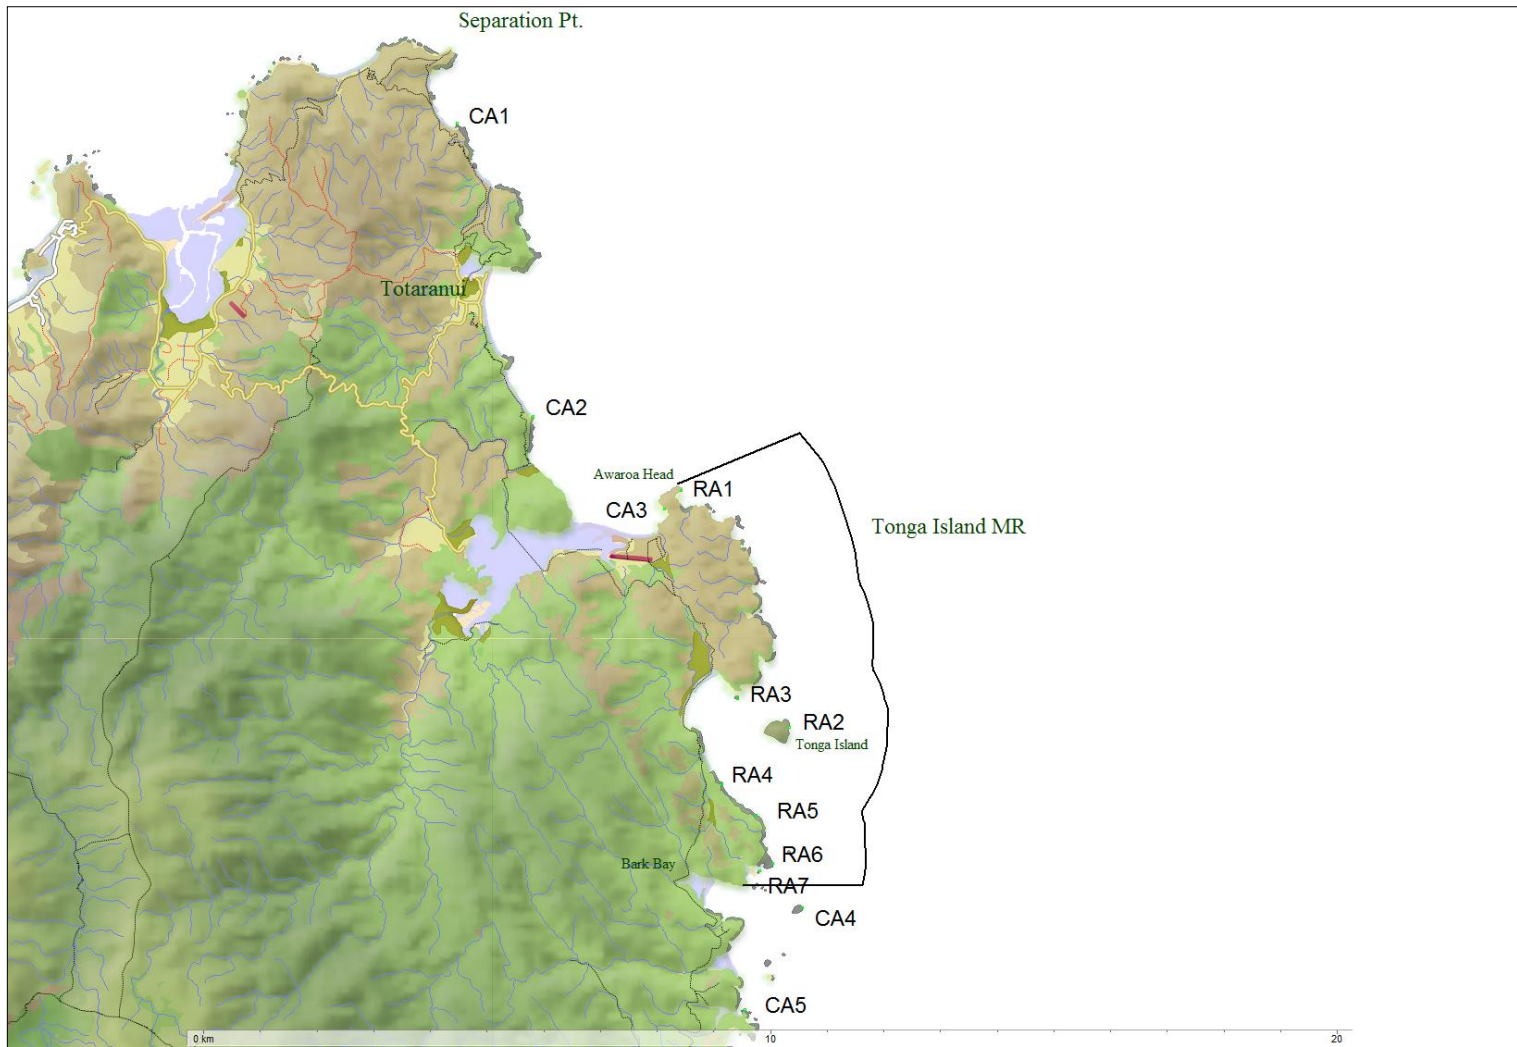 Separation Pt.
CA1
Totaranui
CA2
Awaroa Head
RA1
CA3
Tonga Island MR
RA3
RA2
Tonga Island
RA4
RA5
RA6
Bark Bay
RA7
CA4
CA5
0 km
10
20